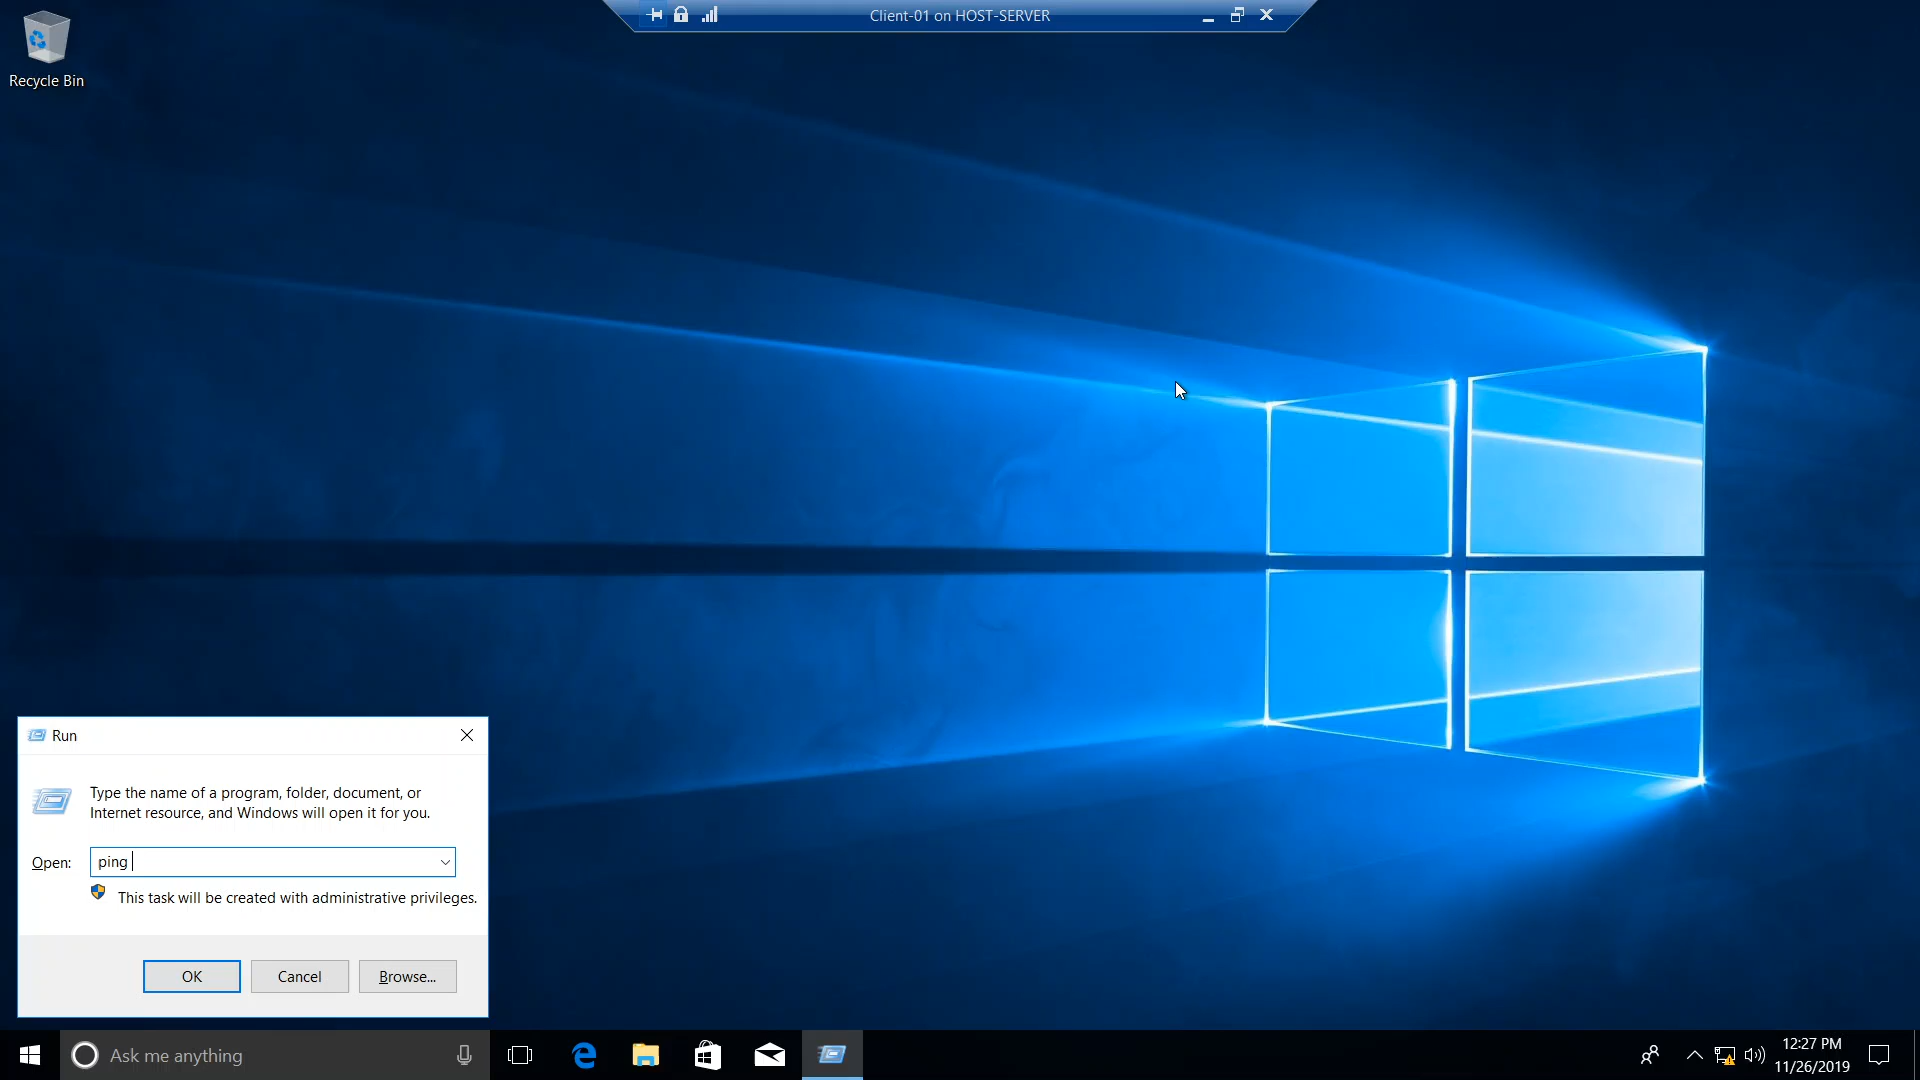 Client-01 on HOST-SERVER
Recycle Bin
Run
Type the name of a program, folder, document, or
Internet resource, and Windows will open it for you.
Open:
ping
This task will be created with administrative privileges.
OK
Cancel
Browse...
Ask me anything
12:27 PM
11/26/2019